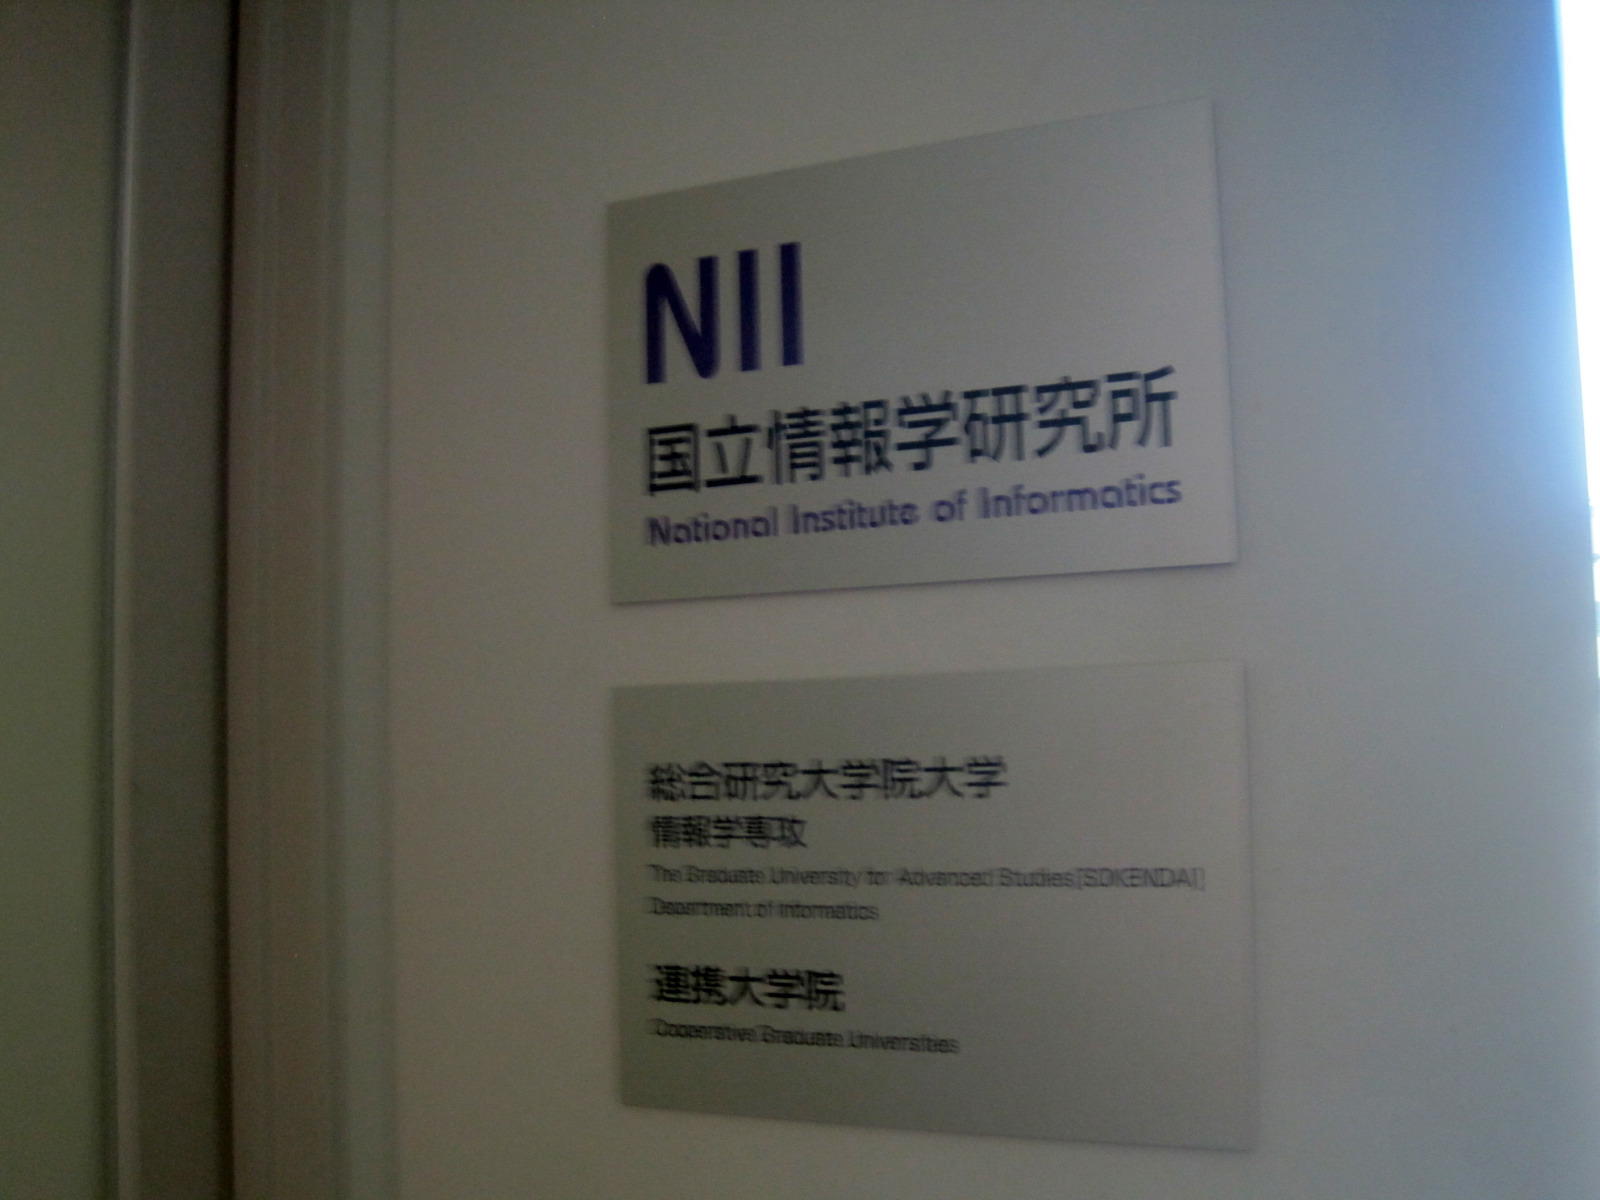 NII
国立情報学研究所
National Institute of Informatics
総合研究大学院大学
情報学専攻
The Graduate University for Advanced Studies[SOKENDAI]
Department of Informatics
連携大学院
Cooperative Graduate Universities